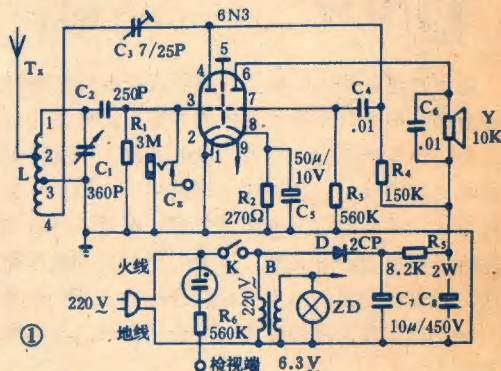 6N3
C₃ 7/25P
Tx
5
4
6
C₂
250P
3
7
C₄
.01
C₆
.01
Y
10K
1
2
L
3
4
C₁
360P
R₁
3M
2
1
8
9
Cz
R₂
270Ω
50μ/
10V
C₅
R₃
560K
R₄
150K
火线
K
B
D
2CP
R₅
8.2K
2W
220V
220V
ZD
C₇
C₈
地线
R₆
560K
10μ/450V
①
检视端
6.3V